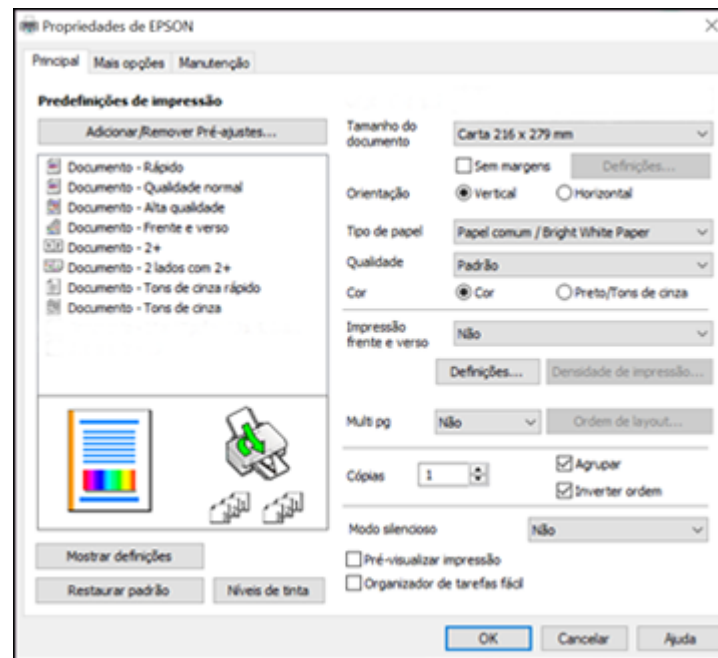 Propriedades de EPSON
Principal Mais opções Manutenção
Predefinições de impressão
Adicionar/Remover Pré-ajustes...
Documento - Rápido
Documento - Qualidade normal
Documento - Alta qualidade
Documento - Frente e verso
Documento - 2+
Documento - 2 lados com 2+
Documento - Tons de cinza rápido
Documento - Tons de cinza
Mostrar definições
Restaurar padrão Níveis de tinta
Tamanho do
documento
Carta 216 x 279 mm
Sem margens Definições...
Orientação Vertical Horizontal
Tipo de papel Papel comum / Bright White Paper
Qualidade Padrão
Cor Cor Preto/Tons de cinza
Impressão
frente e verso
Não
Definições... Densidade de impressão...
Multi pg Não Ordem de layout...
Cópias 1 Agrupar
Inverter ordem
Modo silencioso Não
Pré-visualizar impressão
Organizador de tarefas fácil
OK Cancelar Ajuda